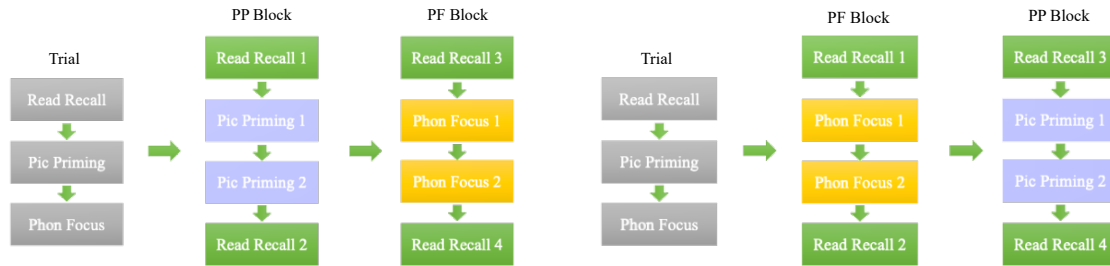 Trial
Read Recall
Pic Priming
Phon Focus
PP Block
Read Recall 1
Pic Priming 1
Pic Priming 2
Read Recall 2
PF Block
Read Recall 3
Phon Focus 1
Phon Focus 2
Read Recall 4
Trial
Read Recall
Pic Priming
Phon Focus
PF Block
Read Recall 1
Phon Focus 1
Phon Focus 2
Read Recall 2
PP Block
Read Recall 3
Pic Priming 1
Pic Priming 2
Read Recall 4